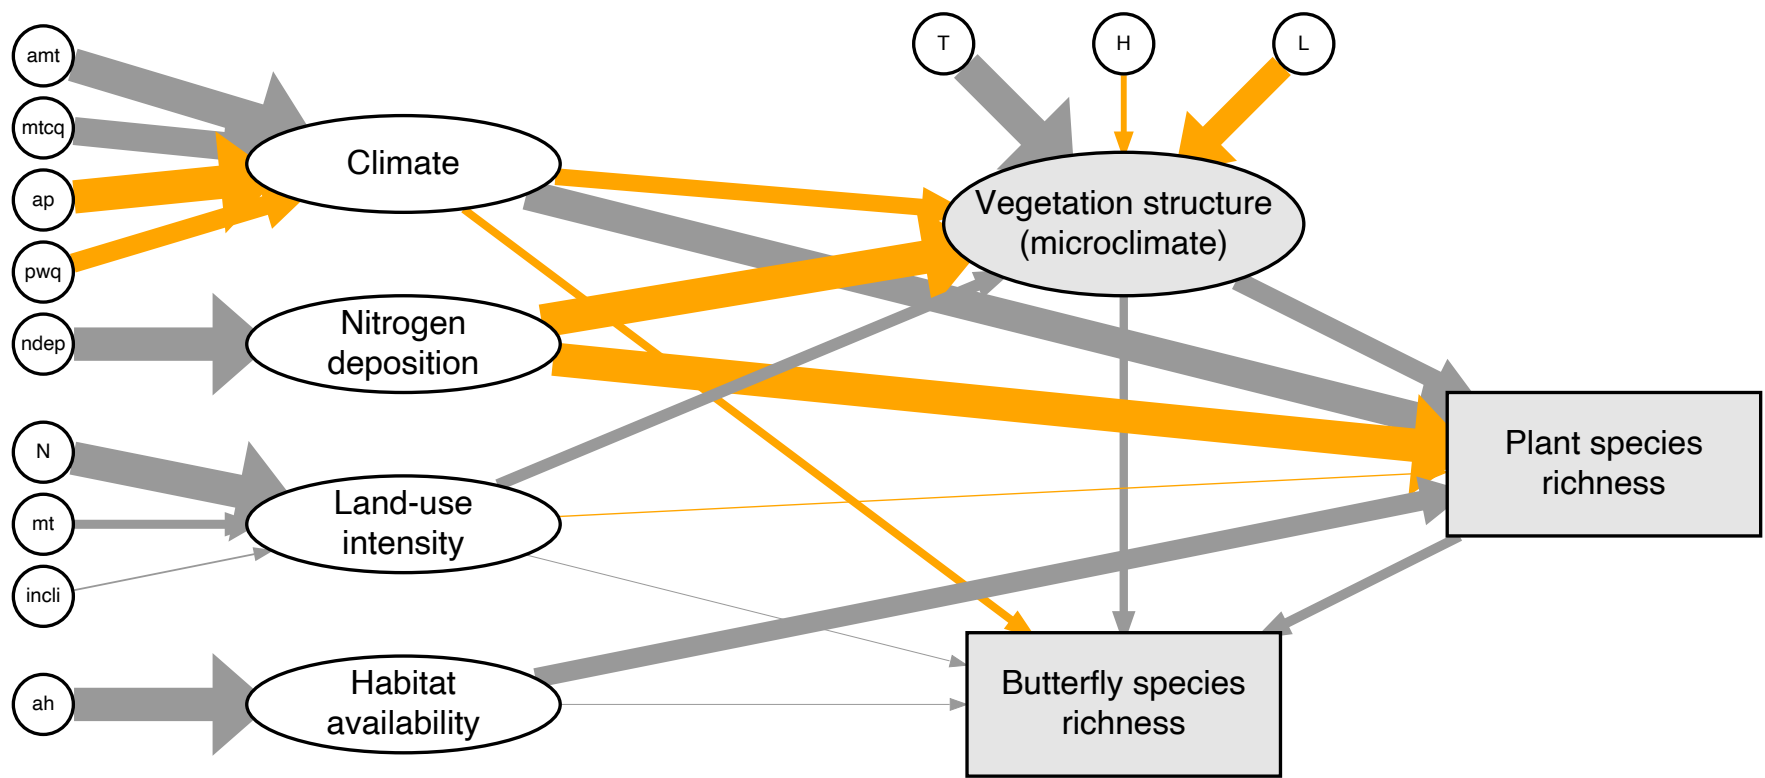 amt
mtcq
ap
pwq
ndep
N
mt
incli
ah
T
H
L
Climate
Nitrogen
deposition
Land-use
intensity
Habitat
availability
Vegetation structure
(microclimate)
Plant species
richness
Butterfly species
richness